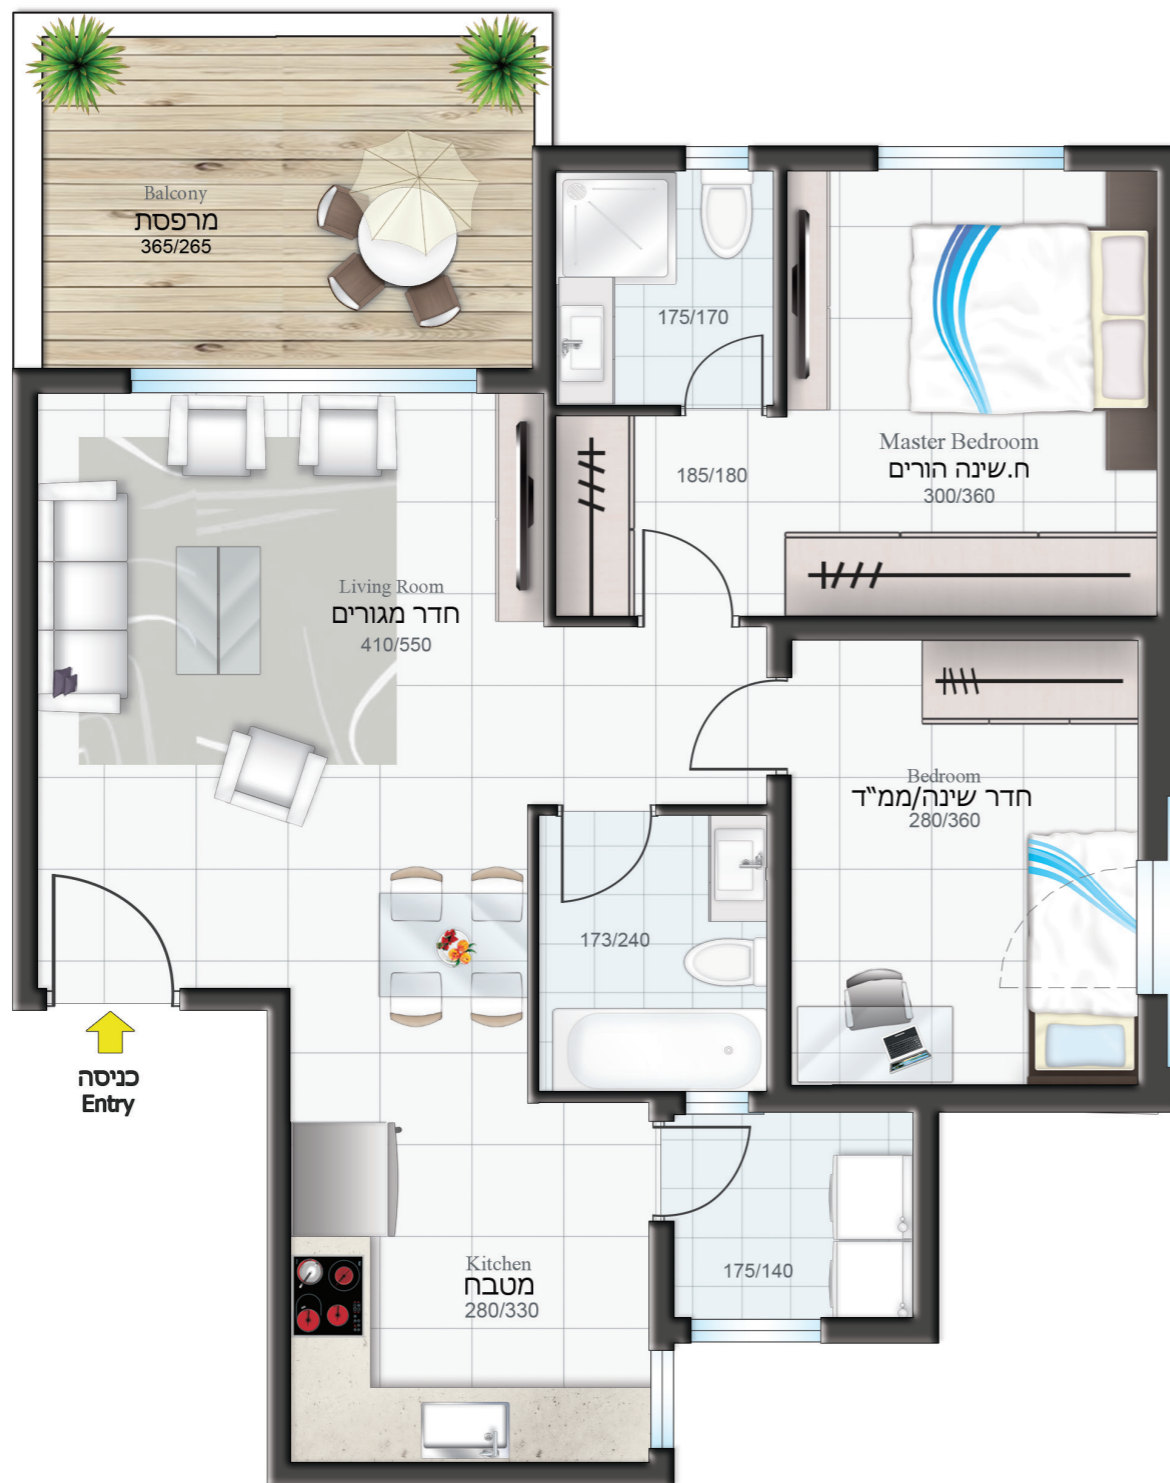 Balcony
מרפסת
365/265
175/170
Master Bedroom
ח.שינה הורים
300/360
185/180
Living Room
חדר מגורים
410/550
Bedroom
חדר שינה/ממ"ד
280/360
173/240
כניסה
Entry
Kitchen
מטבח
280/330
175/140